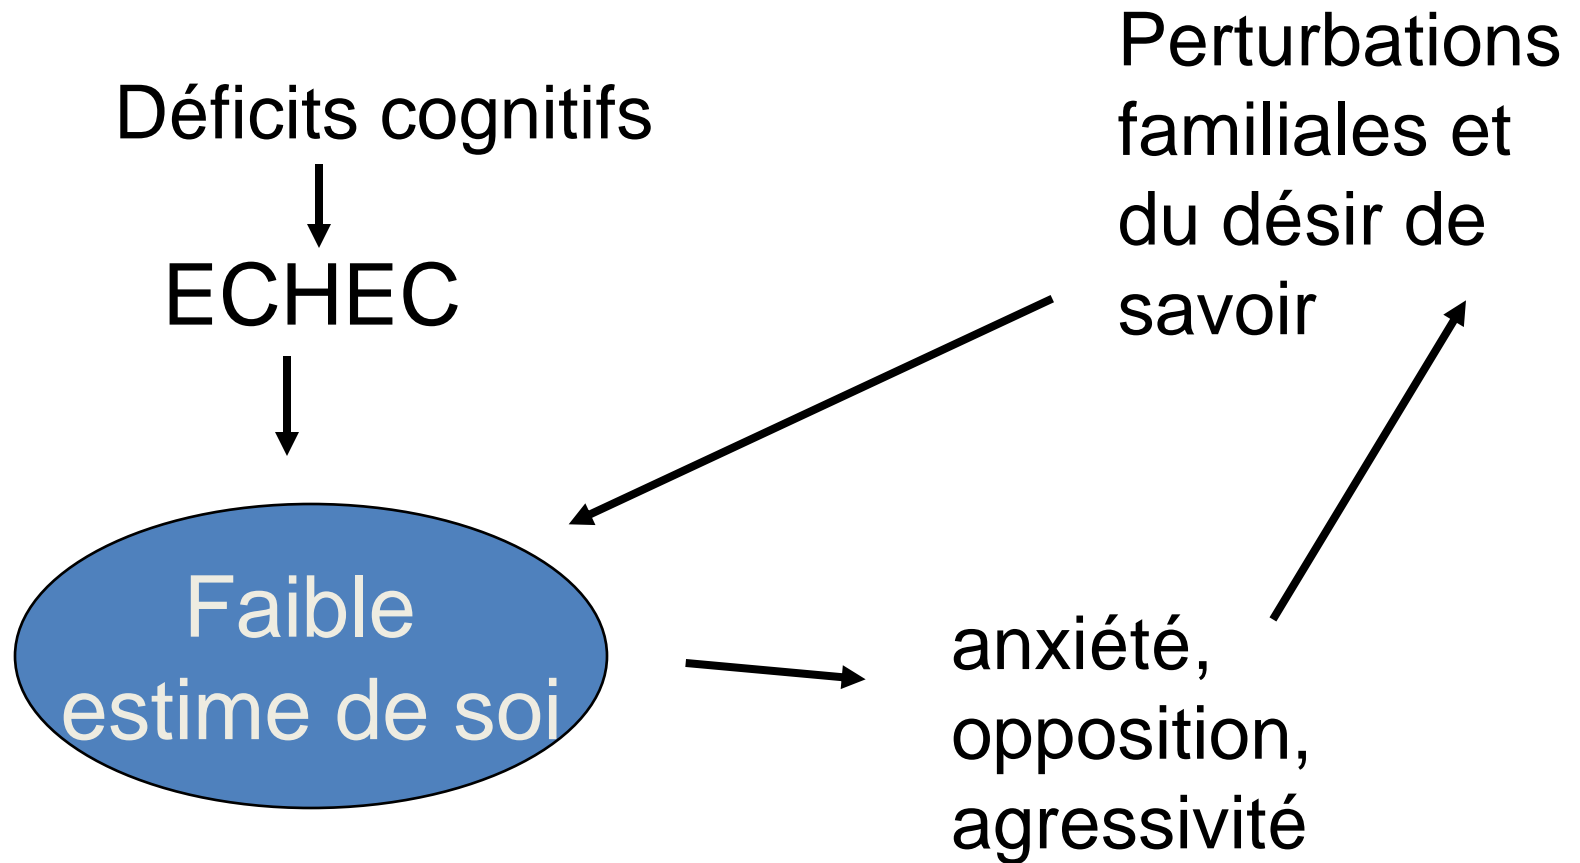 Déficits cognitifs
ECHEC
Faible
estime de soi
anxiété,
opposition,
agressivité
Perturbations
familiales et
du désir de
savoir